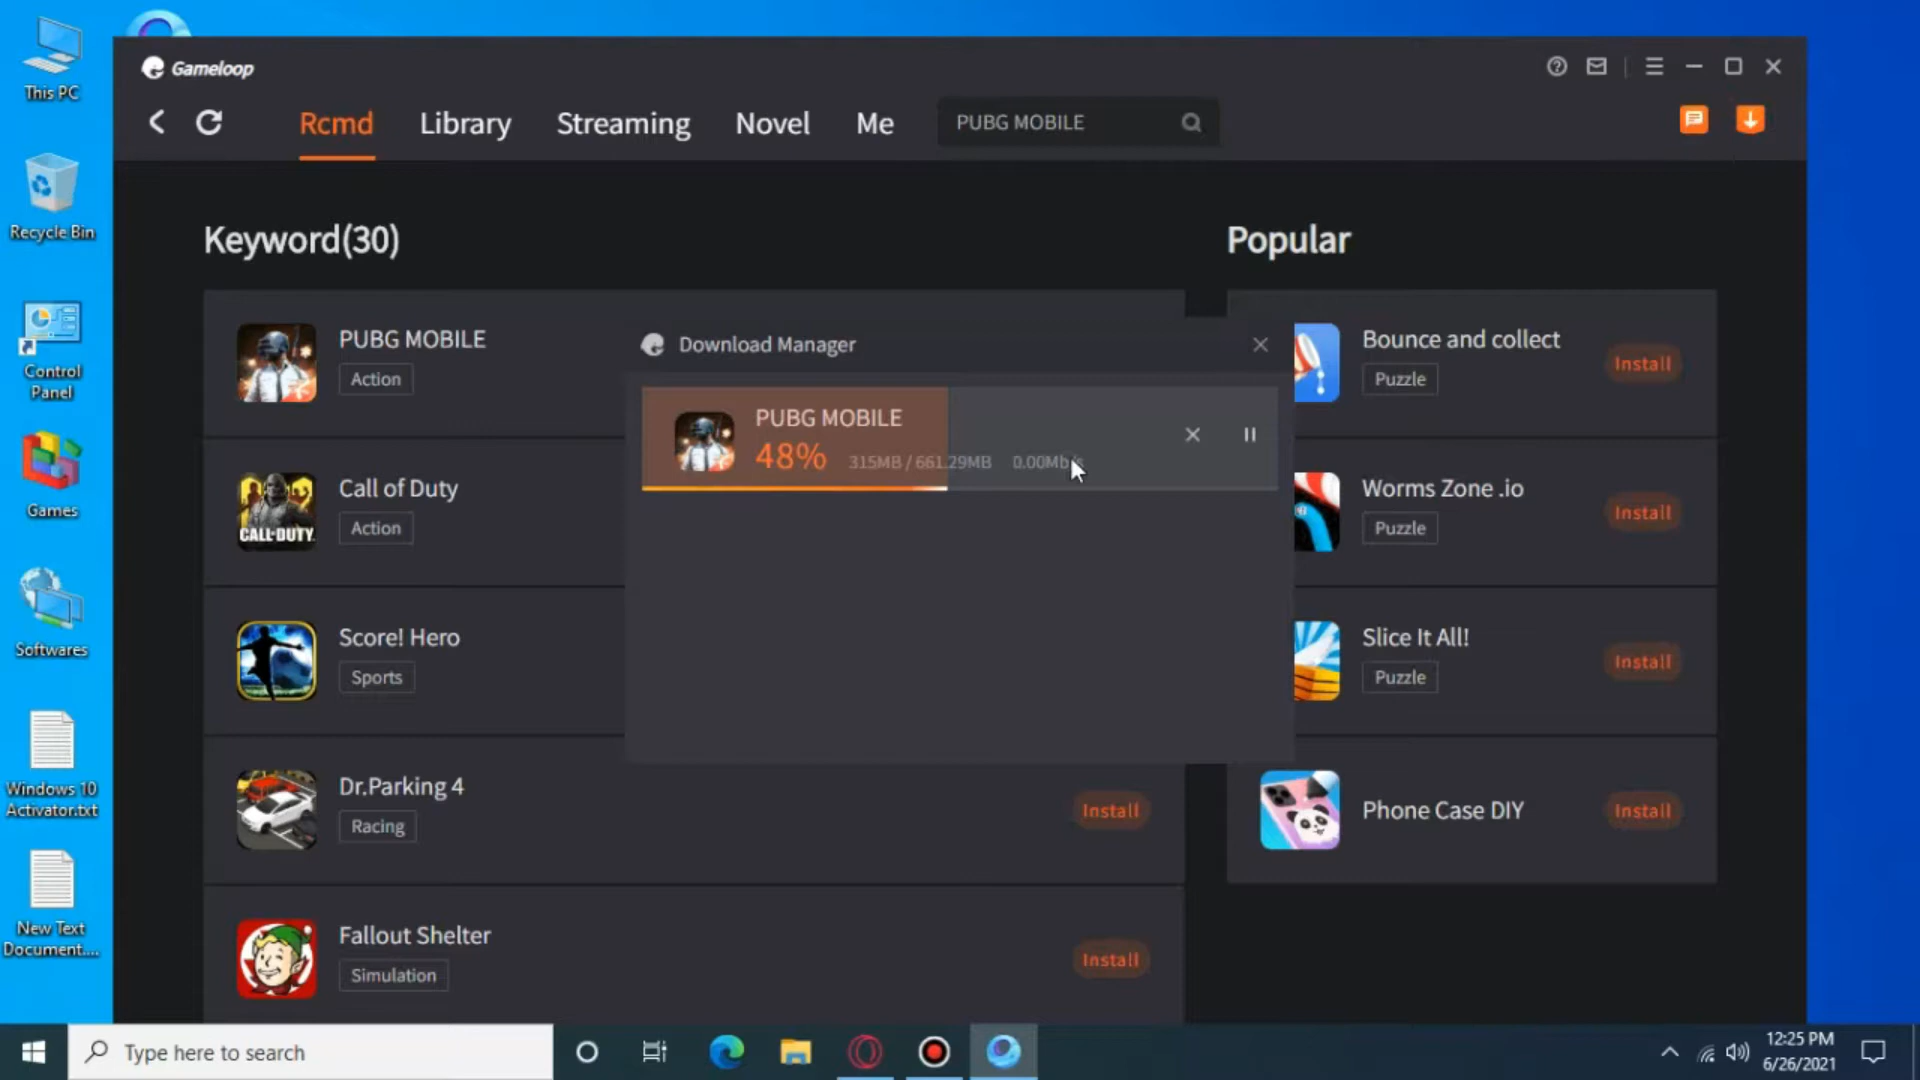 This PC
Recycle Bin
Control
Panel
Games
Softwares
Windows 10
Activator.txt
New Text
Document....
Gameloop
Rcmd
Library
Streaming
Novel
Me
PUBG MOBILE
Keyword(30)
PUBG MOBILE
Action
CALL·DUTY
Call of Duty
Action
Score! Hero
Sports
Dr.Parking 4
Racing
Install
Fallout Shelter
Simulation
Install
Download Manager
PUBG MOBILE
48% 315MB / 661.29MB 0.00Mb/s
Popular
Bounce and collect
Puzzle
Install
Worms Zone .io
Puzzle
Install
Slice It All!
Puzzle
Install
Phone Case DIY
Install
Type here to search
12:25 PM
6/26/2021